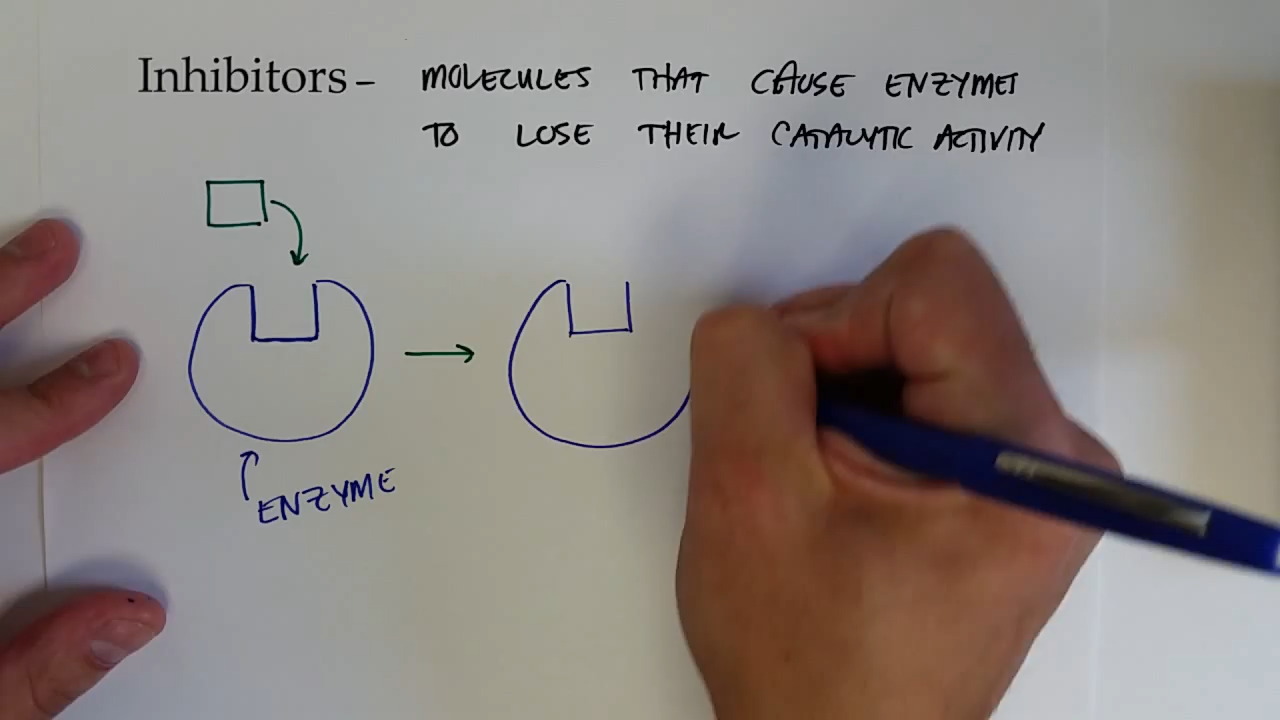 Inhibitors - MOLECULES THAT CAUSE ENZYMES
TO LOSE THEIR CATALYTIC ACTIVITY
ENZYME